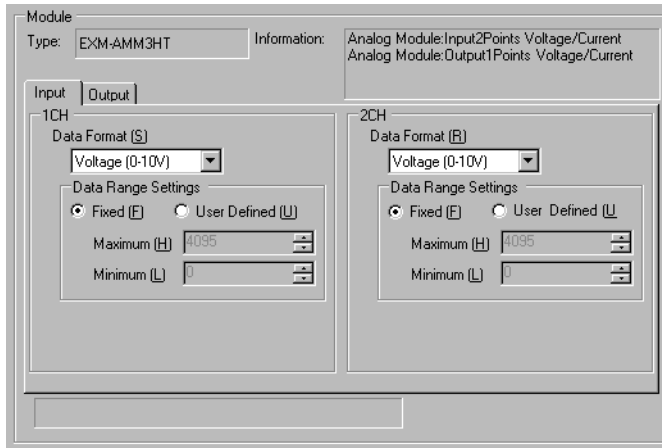 Module
Type: EXM-AMM3HT Information: Analog Module:Input2Points Voltage/Current
Analog Module:Output1Points Voltage/Current
Input Output
1CH
Data Format (S)
Voltage (0-10V)
Data Range Settings
Fixed (F) User Defined (U)
Maximum (H) 4095
Minimum (L) 0
2CH
Data Format (R)
Voltage (0-10V)
Data Range Settings
Fixed (F) User Defined (U
Maximum (H) 4095
Minimum (L) 0